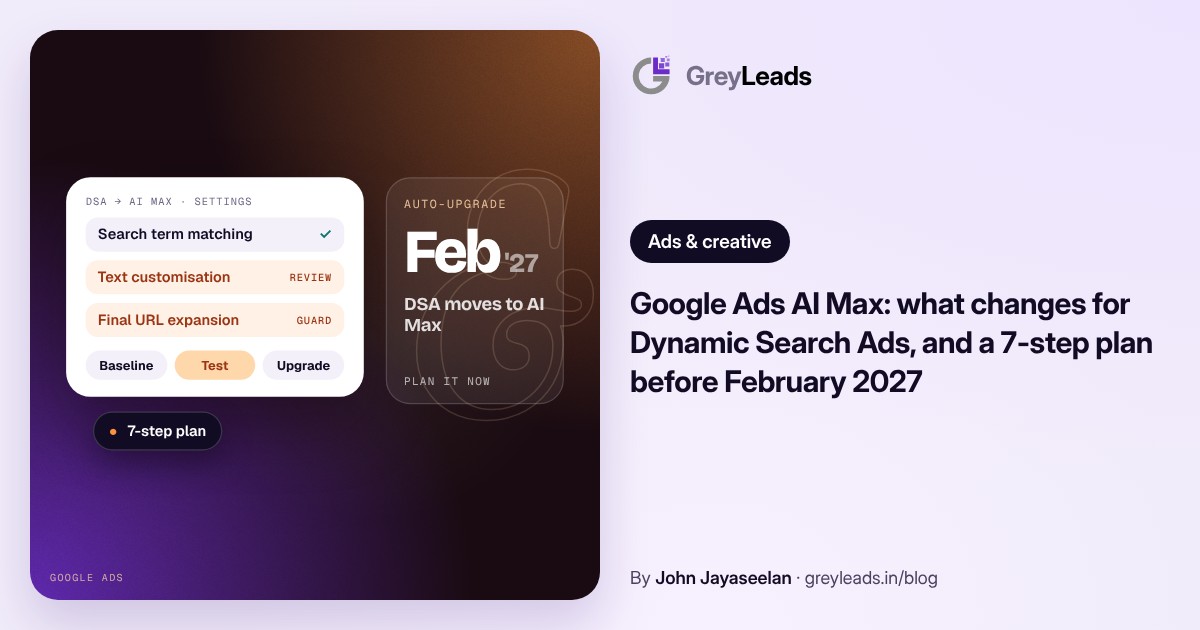 DSA → AI MAX · SETTINGS
Search term matching ✓
Text customisation REVIEW
Final URL expansion GUARD
Baseline Test Upgrade
7-step plan
AUTO-UPGRADE
Feb '27
DSA moves to AI
Max
PLAN IT NOW
GOOGLE ADS
GreyLeads
Ads & creative
Google Ads AI Max: what changes for
Dynamic Search Ads, and a 7-step plan
before February 2027
By John Jayaseelan · greyleads.in/blog